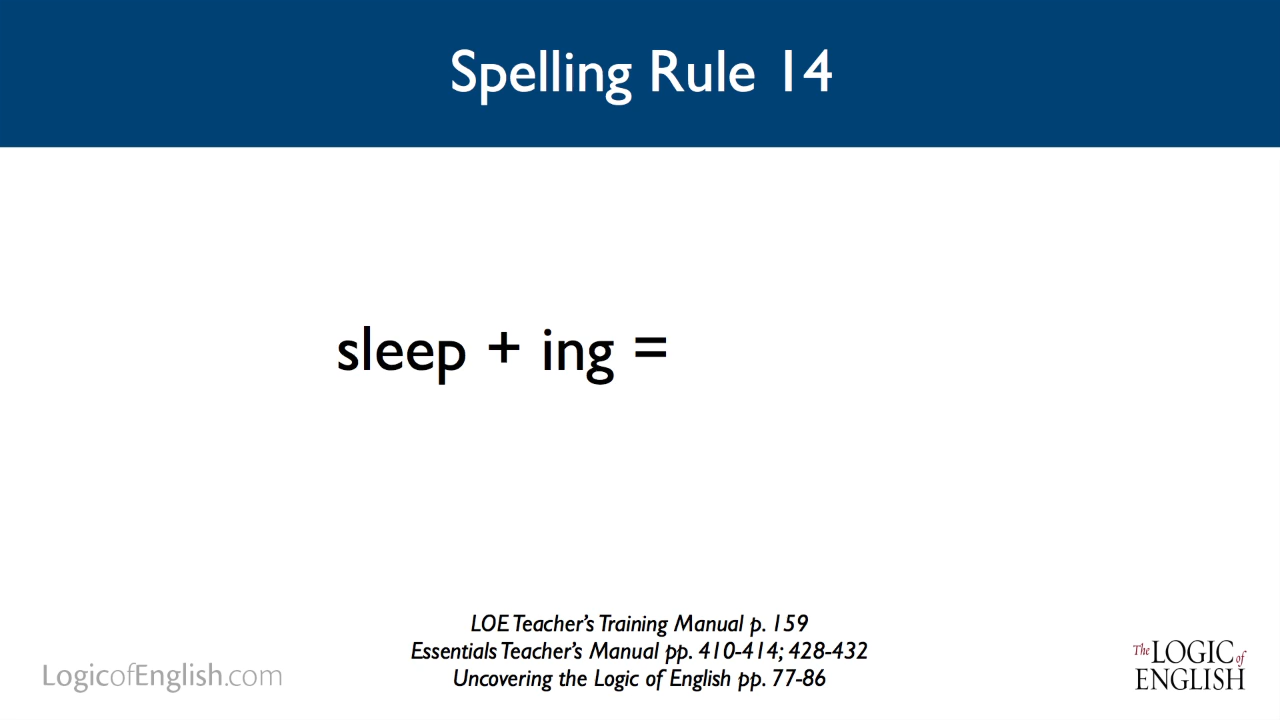 Spelling Rule 14
sleep + ing =
LOE Teacher's Training Manual p. 159
Essentials Teacher's Manual pp. 410-414; 428-432
Uncovering the Logic of English pp. 77-86
LogicofEnglish.com
The LOGIC of
ENGLISH